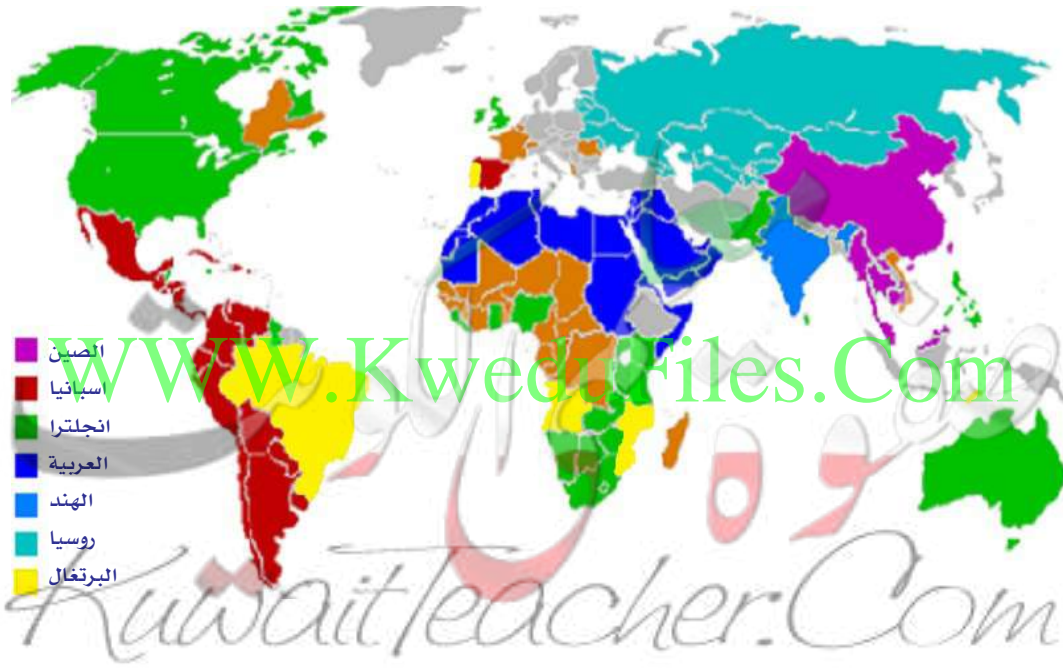 الصين
اسبانيا
انجلترا
العربية
الهند
روسيا
البرتغال
WWW.KweduFiles.Com
KuwaitTeacher.Com